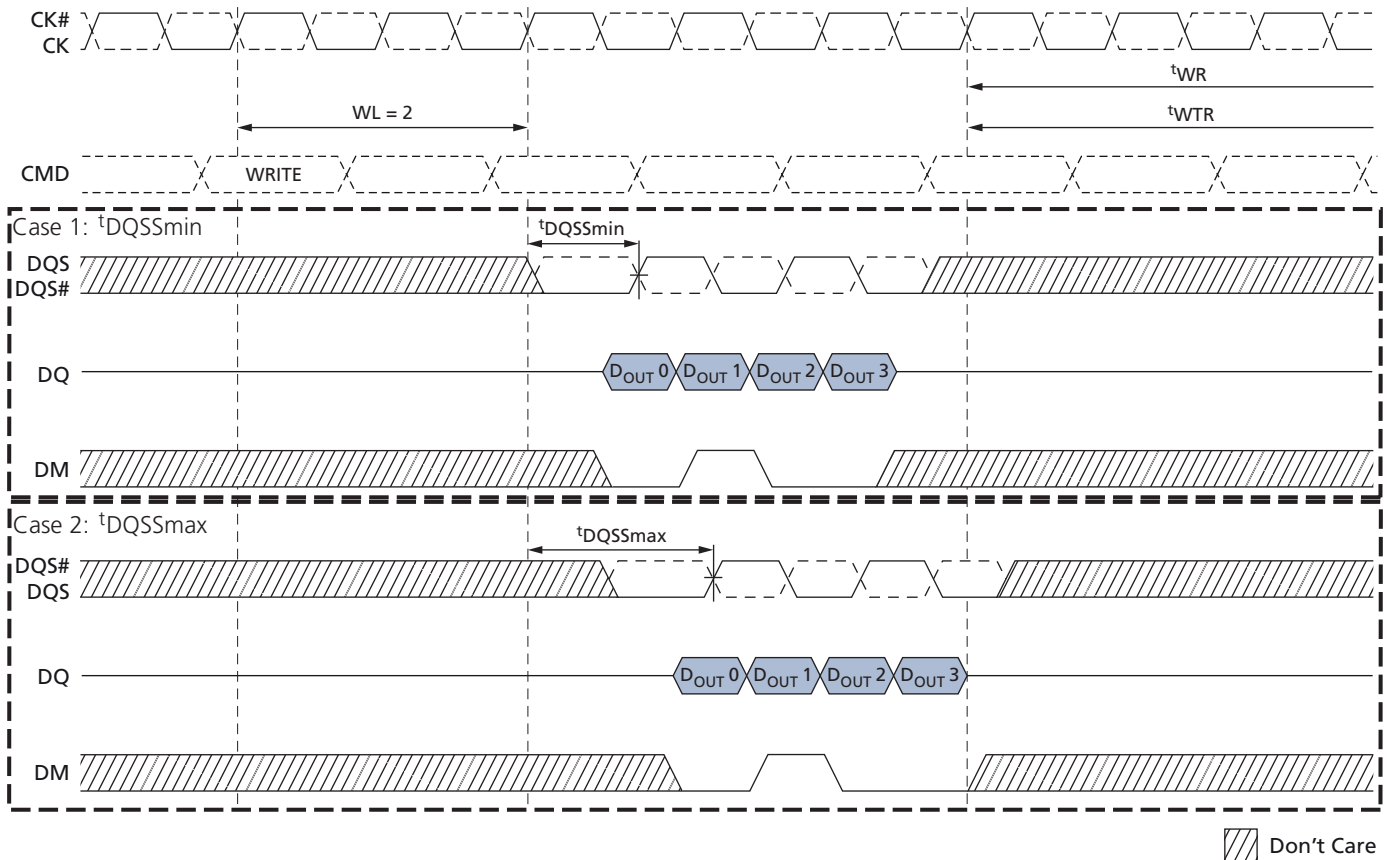 CK#
CK
tWR
WL = 2
tWTR
CMD
WRITE
Case 1: tDQSSmin
tDQSSmin
DQS
DQS#
DQ
DOUT 0 DOUT 1 DOUT 2 DOUT 3
DM
Case 2: tDQSSmax
tDQSSmax
DQS#
DQS
DQ
DOUT 0 DOUT 1 DOUT 2 DOUT 3
DM
Don't Care